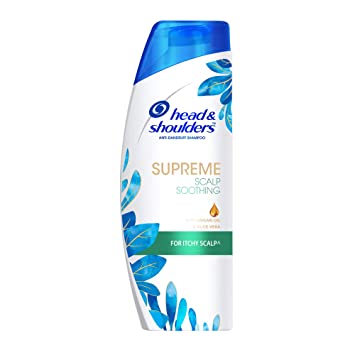 head&
shoulders
ANTI DANDRUFF SHAMPOO
SUPREME
SCALP
SOOTHING
FOR ITCHY SCALP^